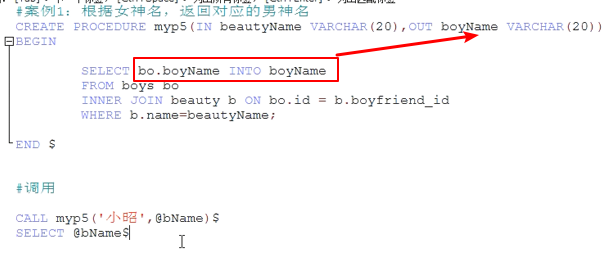 #案例1：根据女神名，返回对应的男神名
CREATE PROCEDURE myp5(IN beautyName VARCHAR(20),OUT boyName VARCHAR(20))
BEGIN
SELECT bo.boyName INTO boyName
FROM boys bo
INNER JOIN beauty b ON bo.id = b.boyfriend_id
WHERE b.name=beautyName;
END $
#调用
CALL myp5('小昭',@bName)$
SELECT @bName$